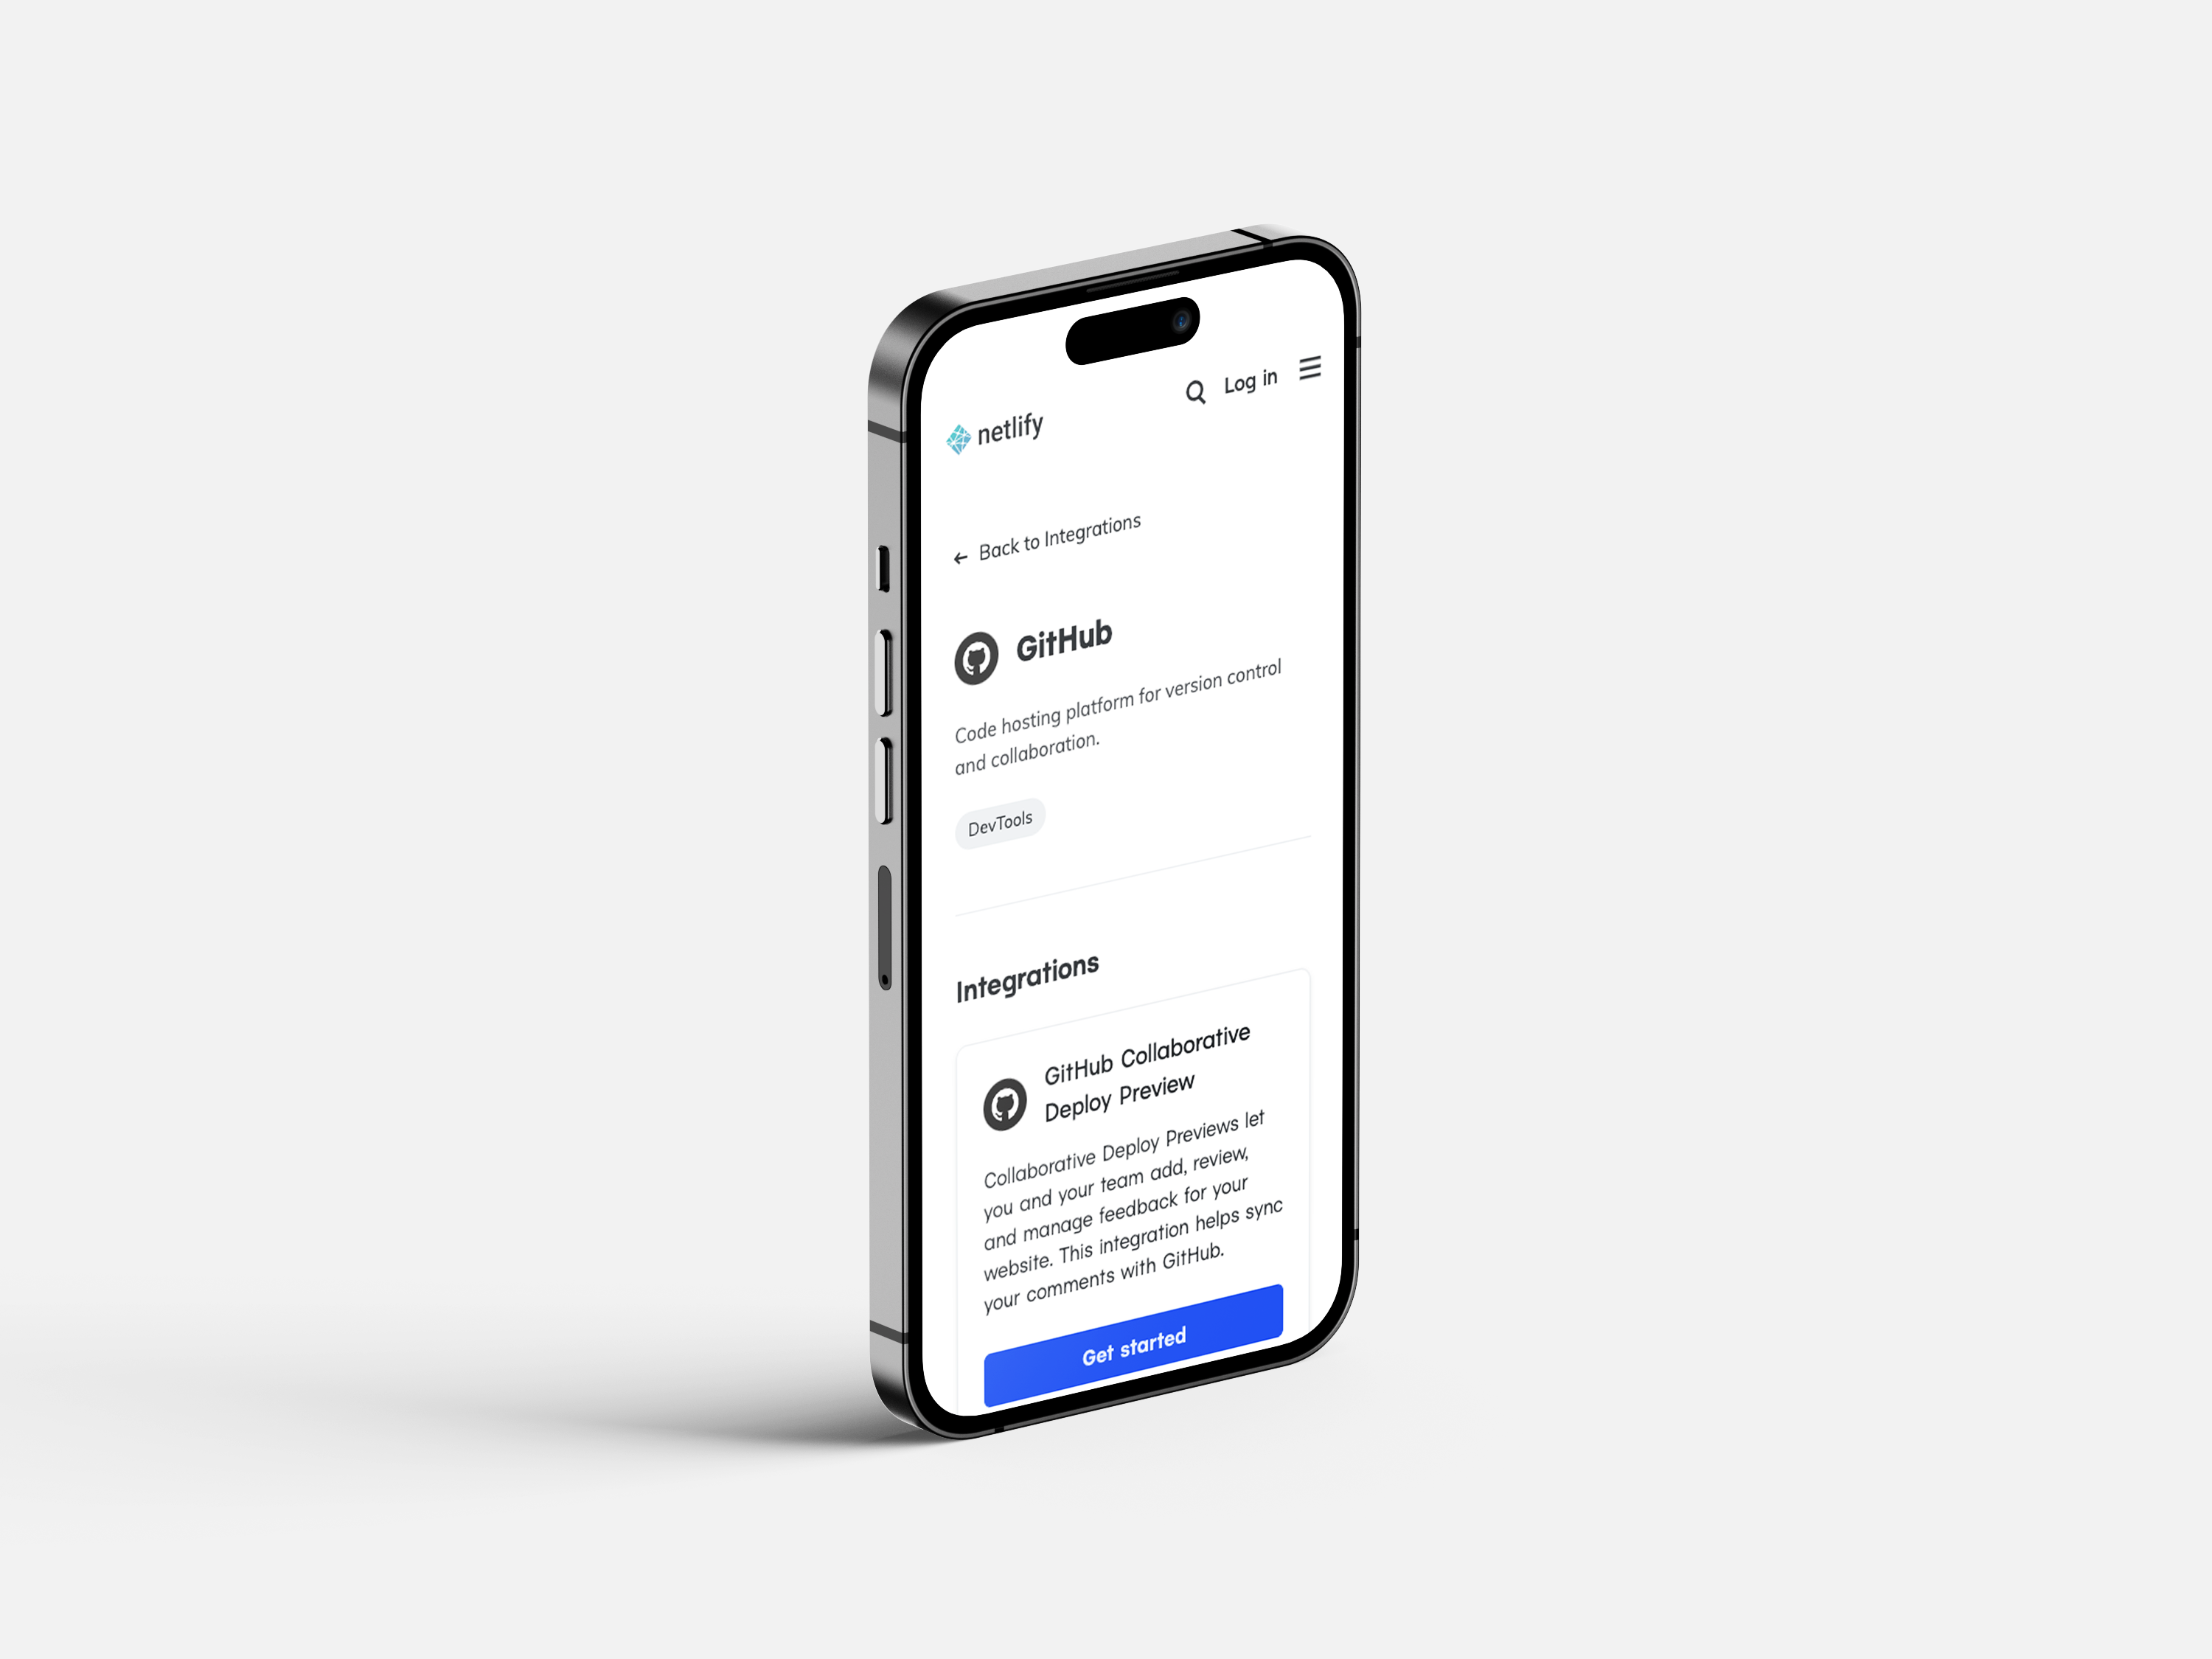 netlify
Log in
Back to Integrations
GitHub
Code hosting platform for version control
and collaboration.
DevTools
Integrations
GitHub Collaborative
Deploy Preview
Collaborative Deploy Previews let
you and your team add, review,
and manage feedback for your
website. This integration helps sync
your comments with GitHub.
Get started